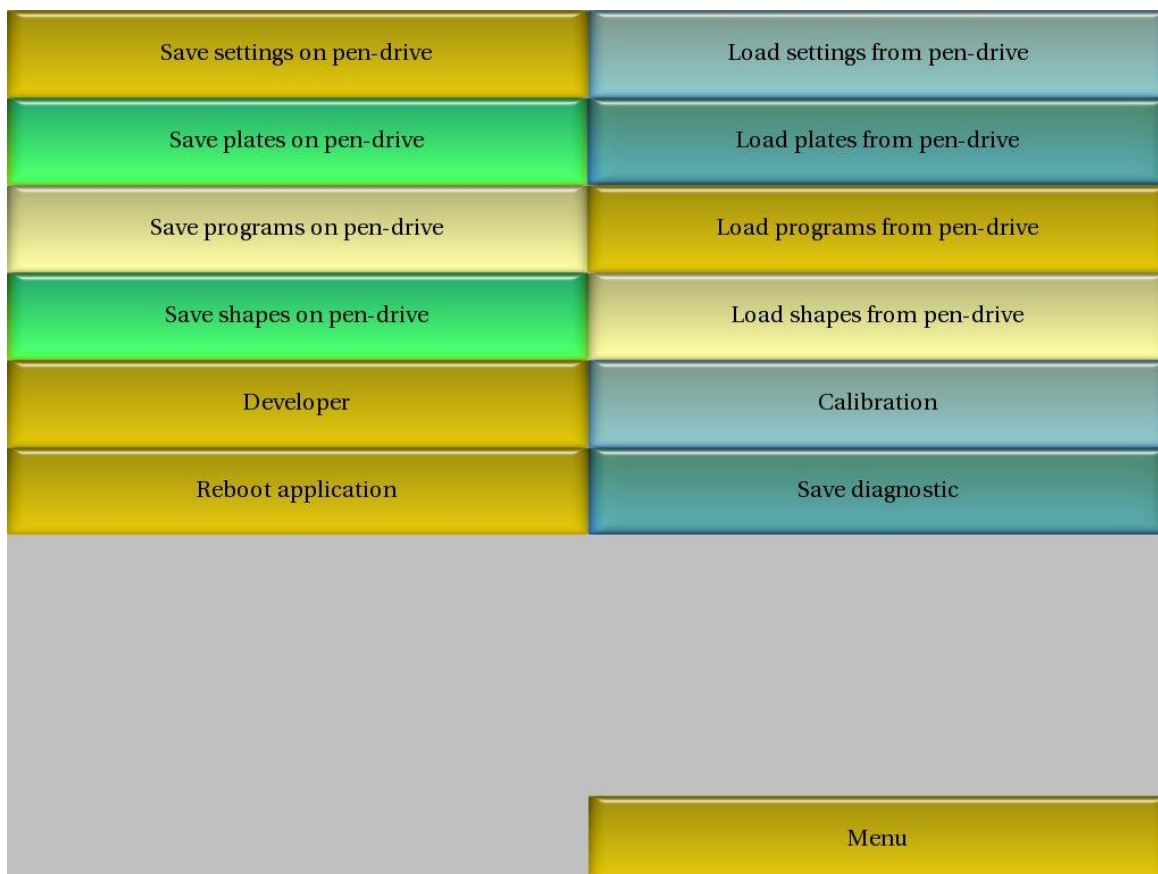 Save settings on pen-drive
Load settings from pen-drive
Save plates on pen-drive
Load plates from pen-drive
Save programs on pen-drive
Load programs from pen-drive
Save shapes on pen-drive
Load shapes from pen-drive
Developer
Calibration
Reboot application
Save diagnostic
Menu